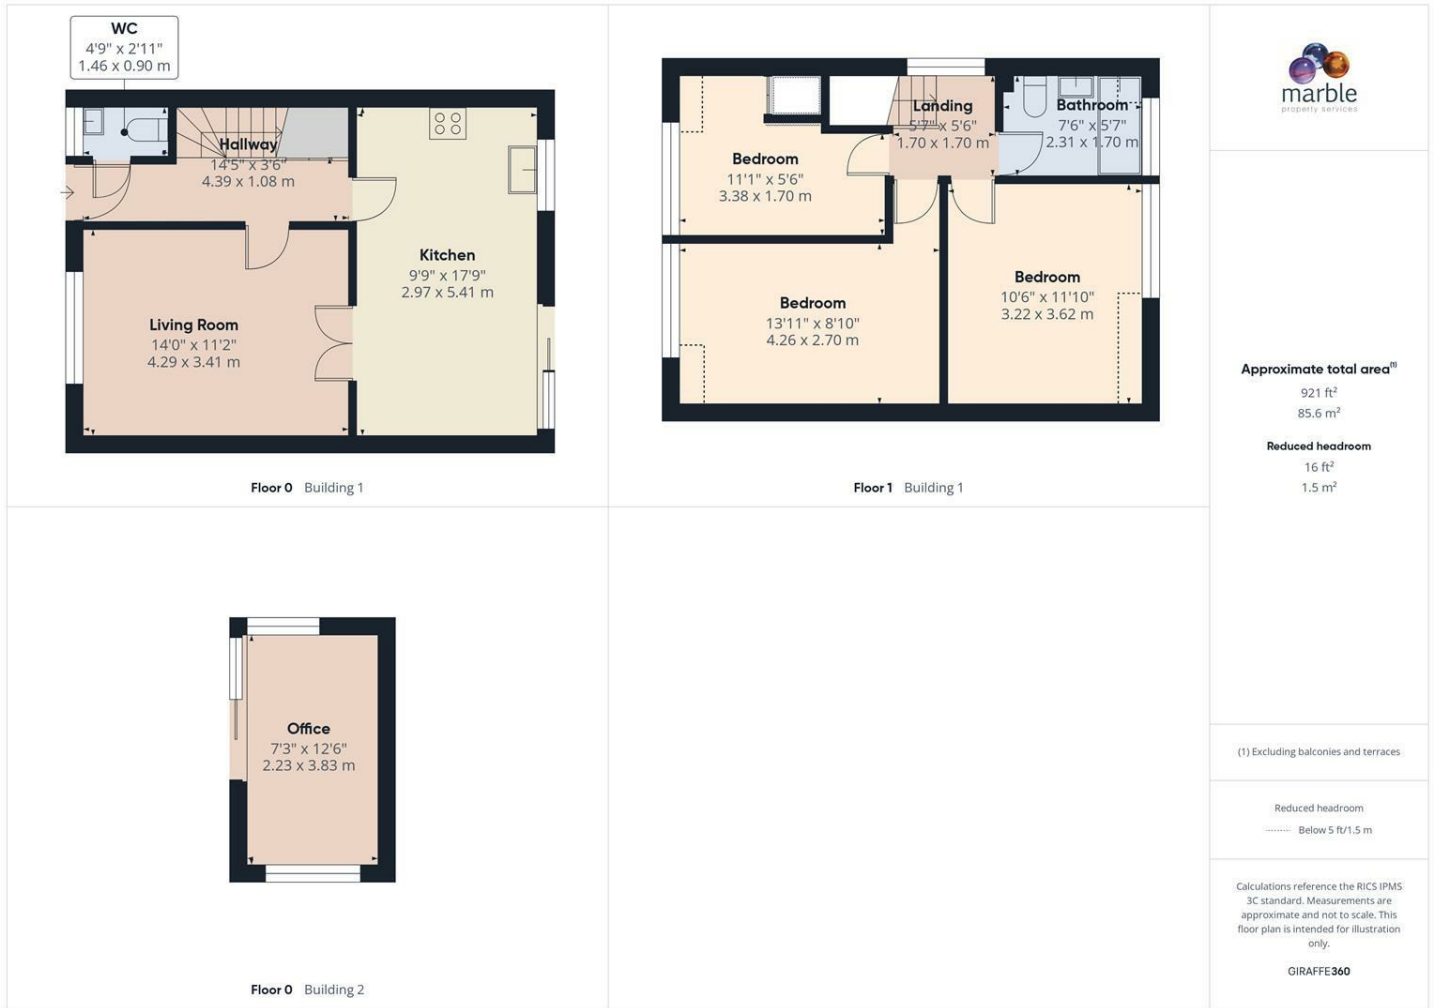 WC
4'9" x 2'11"
1.46 x 0.90 m
Hallway
14'5" x 3'6"
4.39 x 1.08 m
Kitchen
9'9" x 17'9"
2.97 x 5.41 m
Living Room
14'0" x 11'2"
4.29 x 3.41 m
Floor 0 Building 1
Landing
5'7" x 5'6"
1.70 x 1.70 m
Bathroom
7'6" x 5'7"
2.31 x 1.70 m
Bedroom
11'1" x 5'6"
3.38 x 1.70 m
Bedroom
13'11" x 8'10"
4.26 x 2.70 m
Bedroom
10'6" x 11'10"
3.22 x 3.62 m
Floor 1 Building 1
Office
7'3" x 12'6"
2.23 x 3.83 m
Floor 0 Building 2
marble
property services
Approximate total area(1)
921 ft²
85.6 m²
Reduced headroom
16 ft²
1.5 m²
(1) Excluding balconies and terraces
Reduced headroom
Below 5 ft/1.5 m
Calculations reference the RICS IPMS
3C standard. Measurements are
approximate and not to scale. This
floor plan is intended for illustration
only.
GIRAFFE360